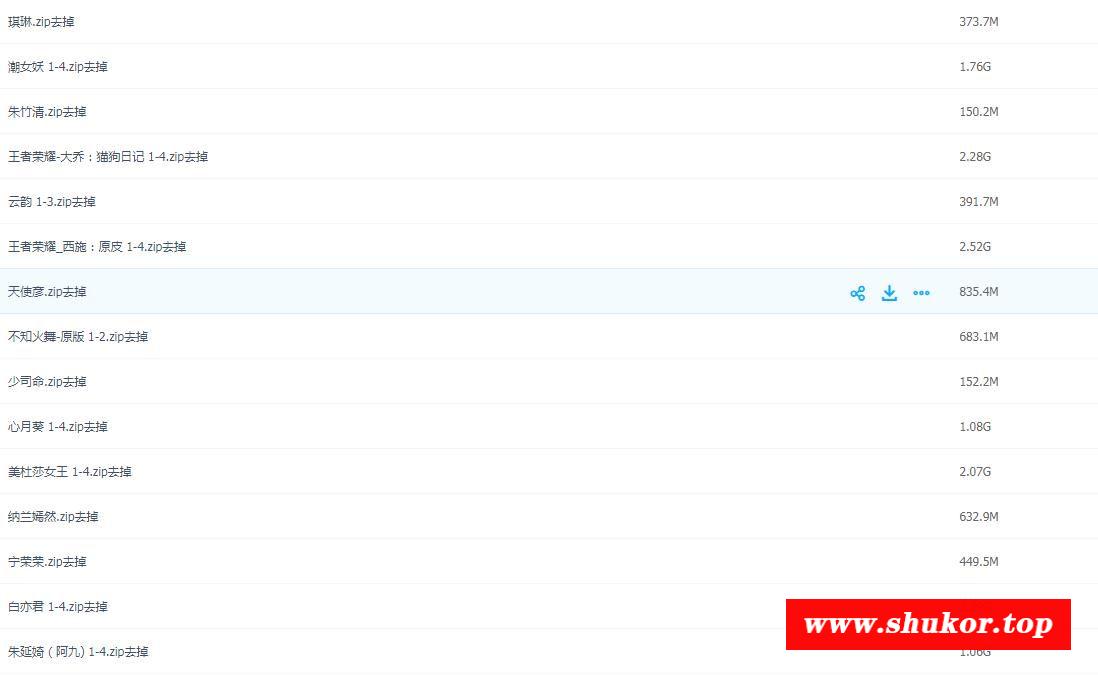 琪琳.zip去掉 373.7M
潮女妖 1-4.zip去掉 1.76G
朱竹清.zip去掉 150.2M
王者荣耀-大乔：猫狗日记 1-4.zip去掉 2.28G
云韵 1-3.zip去掉 391.7M
王者荣耀_西施：原皮 1-4.zip去掉 2.52G
天使彦.zip去掉 835.4M
不知火舞-原版 1-2.zip去掉 683.1M
少司命.zip去掉 152.2M
心月葵 1-4.zip去掉 1.08G
美杜莎女王 1-4.zip去掉 2.07G
纳兰嫣然.zip去掉 632.9M
宁荣荣.zip去掉 449.5M
白亦君 1-4.zip去掉
www.shukor.top
朱延婍 ( 阿九) 1-4.zip去掉 1.06G